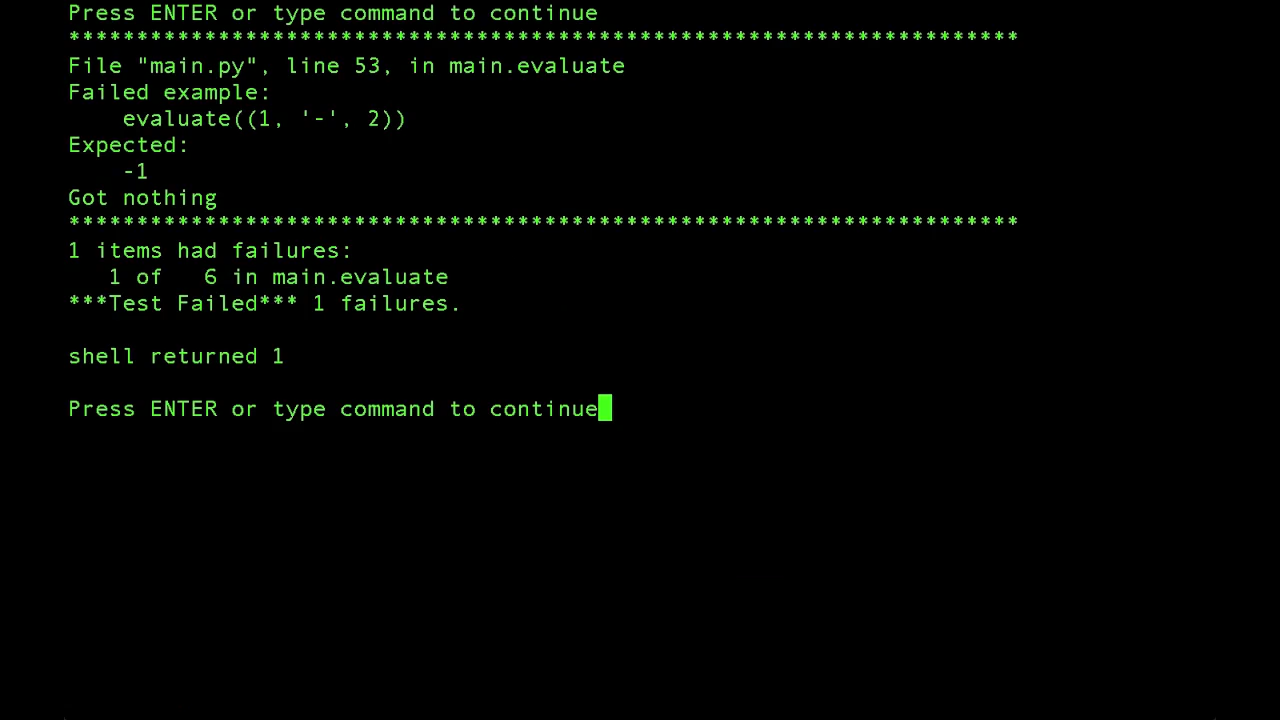 Press ENTER or type command to continue
**********************************************************************
File "main.py", line 53, in main.evaluate
Failed example:
    evaluate((1, '-', 2))
Expected:
    -1
Got nothing
**********************************************************************
1 items had failures:
   1 of   6 in main.evaluate
***Test Failed*** 1 failures.
shell returned 1
Press ENTER or type command to continue